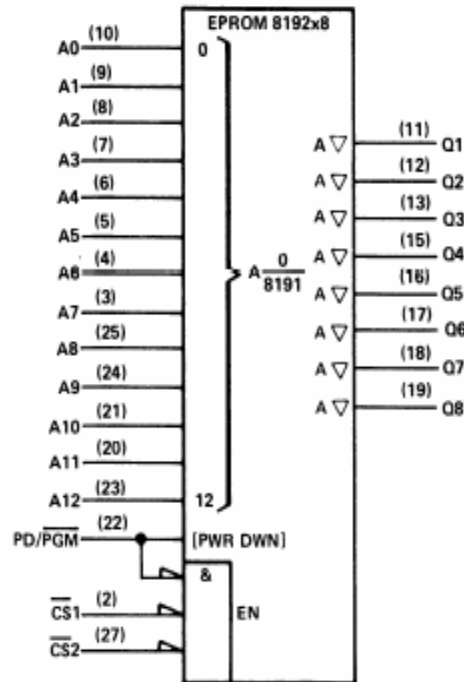 EPROM 8192x8
A0 (10) 0
A1 (9)
A2 (8)
A3 (7)
A4 (6)
A5 (5)
A6 (4)
A7 (3)
A8 (25)
A9 (24)
A10 (21)
A11 (20)
A12 (23) 12
A 0/8191
PD/PGM (22) [PWR DWN]
&
CS1 (2) EN
CS2 (27)
A ▽ (11) Q1
A ▽ (12) Q2
A ▽ (13) Q3
A ▽ (15) Q4
A ▽ (16) Q5
A ▽ (17) Q6
A ▽ (18) Q7
A ▽ (19) Q8